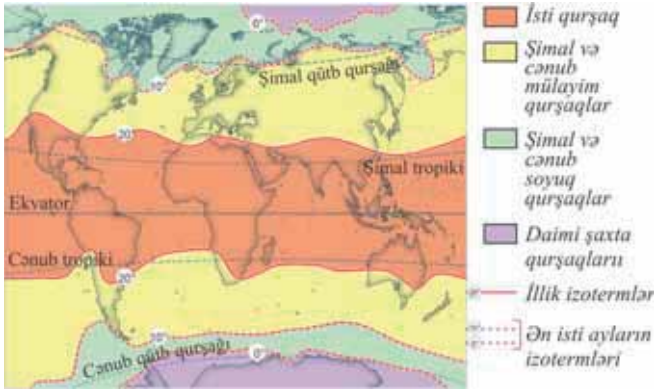 0°
Şimal qütb qurşağı
10°
20°
Şimal tropiki
Ekvator
Cənub tropiki
20°
10°
Cənub qütb qurşağı
0°
İsti qurşaq
Şimal və
cənub
mülayim
qurşaqlar
Şimal və
cənub
soyuq
qurşaqlar
Daimi şaxta
qurşaqlarıı
İllik izotermlər
Ən isti ayların
izotermləri